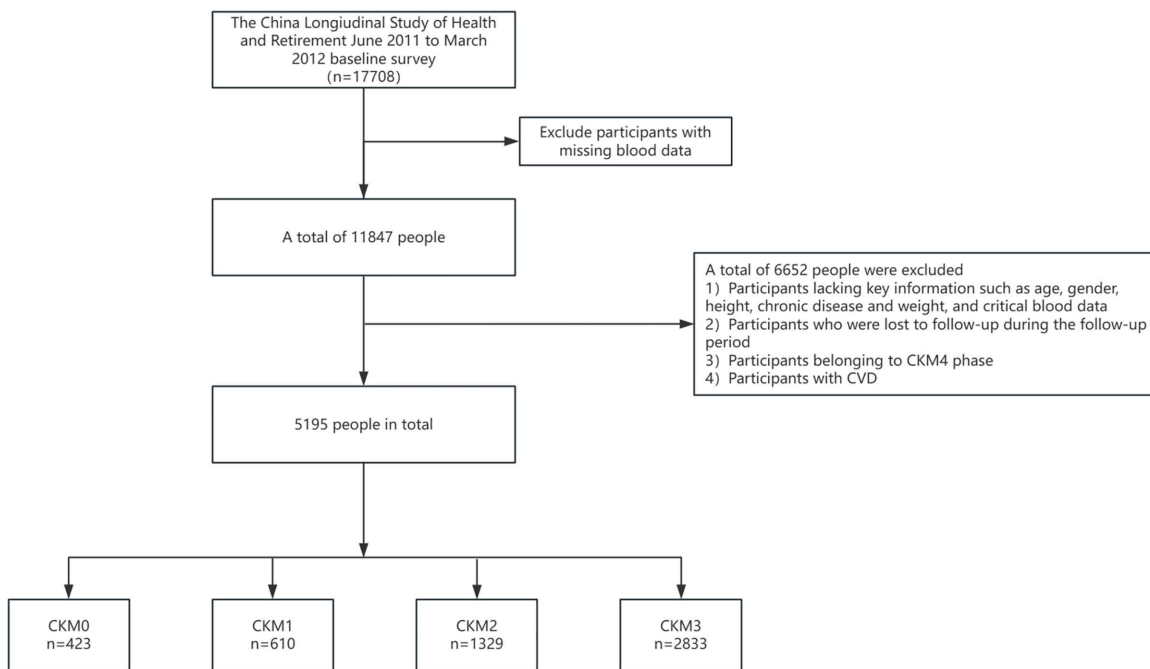 The China Longiudinal Study of Health
and Retirement June 2011 to March
2012 baseline survey
(n=17708)
Exclude participants with
missing blood data
A total of 11847 people
A total of 6652 people were excluded
1) Participants lacking key information such as age, gender,
height, chronic disease and weight, and critical blood data
2) Participants who were lost to follow-up during the follow-up
period
3) Participants belonging to CKM4 phase
4) Participants with CVD
5195 people in total
CKM0
n=423
CKM1
n=610
CKM2
n=1329
CKM3
n=2833